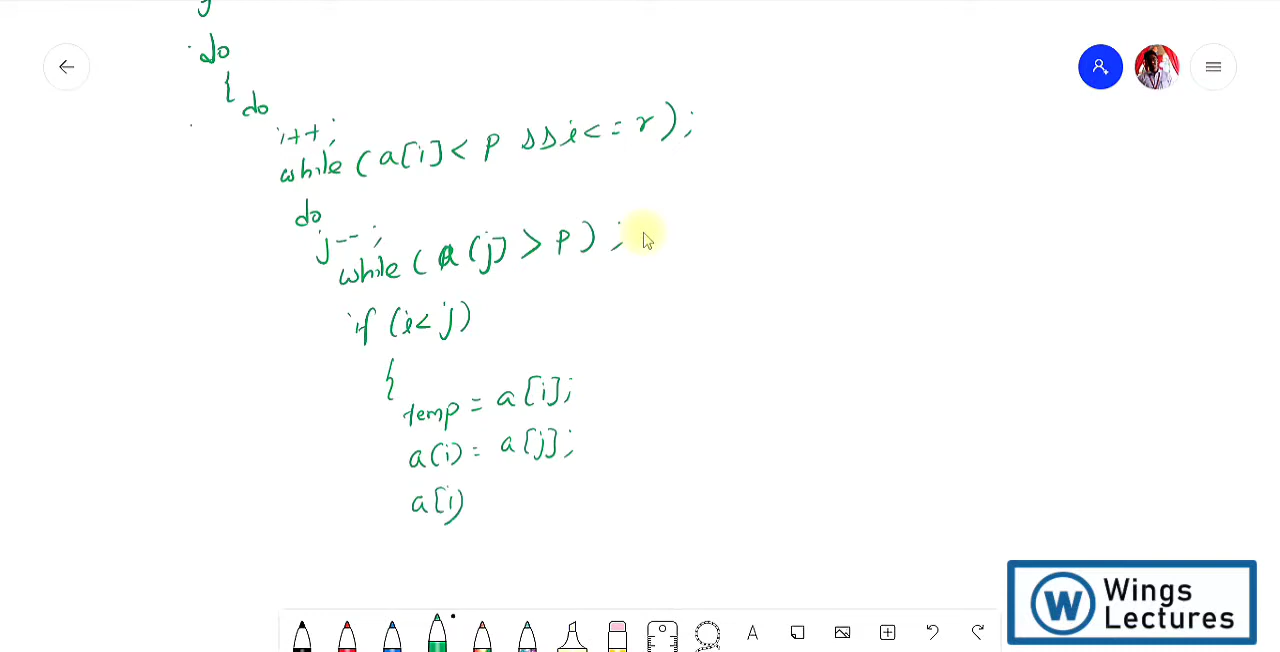 do
{ do
i++;
while (a[i]< p && i<= r);
do
j--;
while (a[j) > p);
if (i< j)
{
temp = a[i];
a(i) = a[j];
a[i)
A
W Wings
Lectures